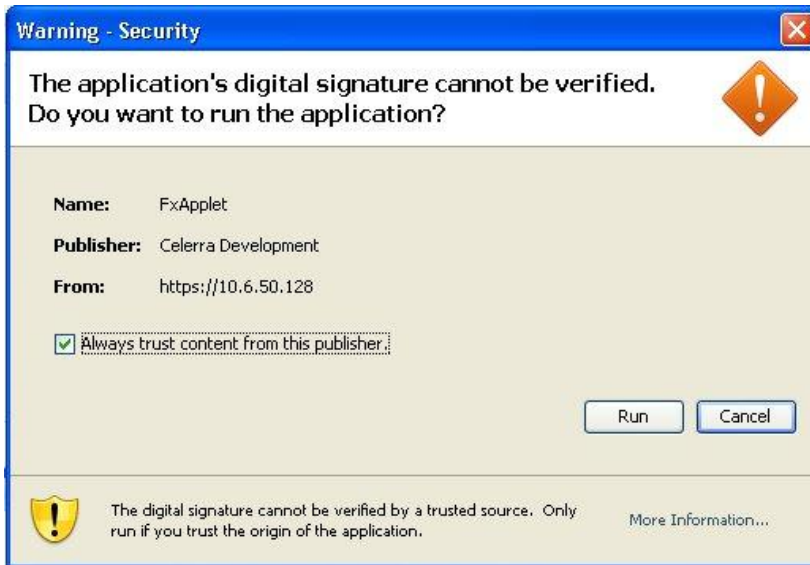 Warning - Security
The application's digital signature cannot be verified.
Do you want to run the application?
Name: FxApplet
Publisher: Celerra Development
From: https://10.6.50.128
Always trust content from this publisher.
Run Cancel
The digital signature cannot be verified by a trusted source. Only
run if you trust the origin of the application.
More Information...